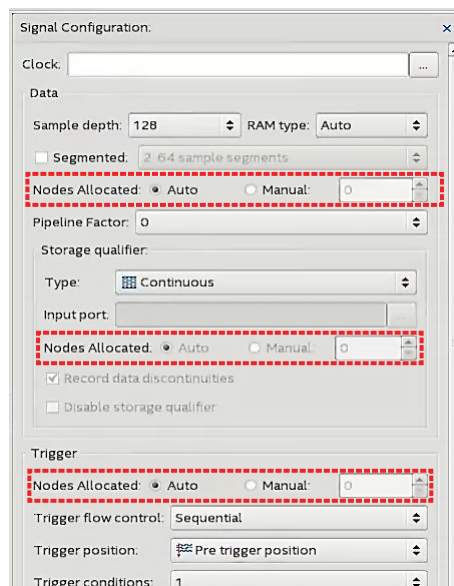 Signal Configuration: ×
Clock: ...
Data
Sample depth: 128 RAM type: Auto
Segmented: 2 64 sample segments
Nodes Allocated: Auto Manual: 0
Pipeline Factor: 0
Storage qualifier:
Type: Continuous
Input port: ...
Nodes Allocated: Auto Manual: 0
Record data discontinuities
Disable storage qualifier
Trigger
Nodes Allocated: Auto Manual: 0
Trigger flow control: Sequential
Trigger position: Pre trigger position
Trigger conditions: 1